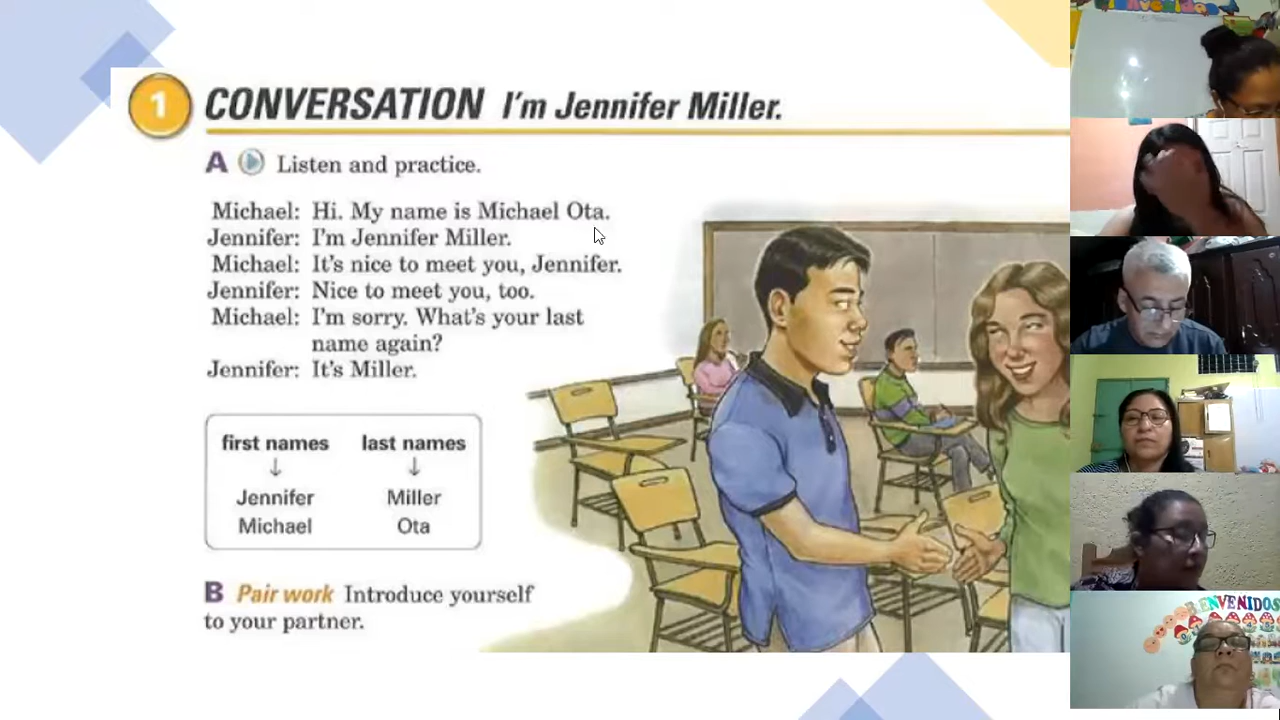 1 CONVERSATION I'm Jennifer Miller.
A Listen and practice.
Michael: Hi. My name is Michael Ota.
Jennifer: I'm Jennifer Miller.
Michael: It's nice to meet you, Jennifer.
Jennifer: Nice to meet you, too.
Michael: I'm sorry. What's your last
name again?
Jennifer: It's Miller.
first names last names
↓ ↓
Jennifer Miller
Michael Ota
B Pair work Introduce yourself
to your partner.